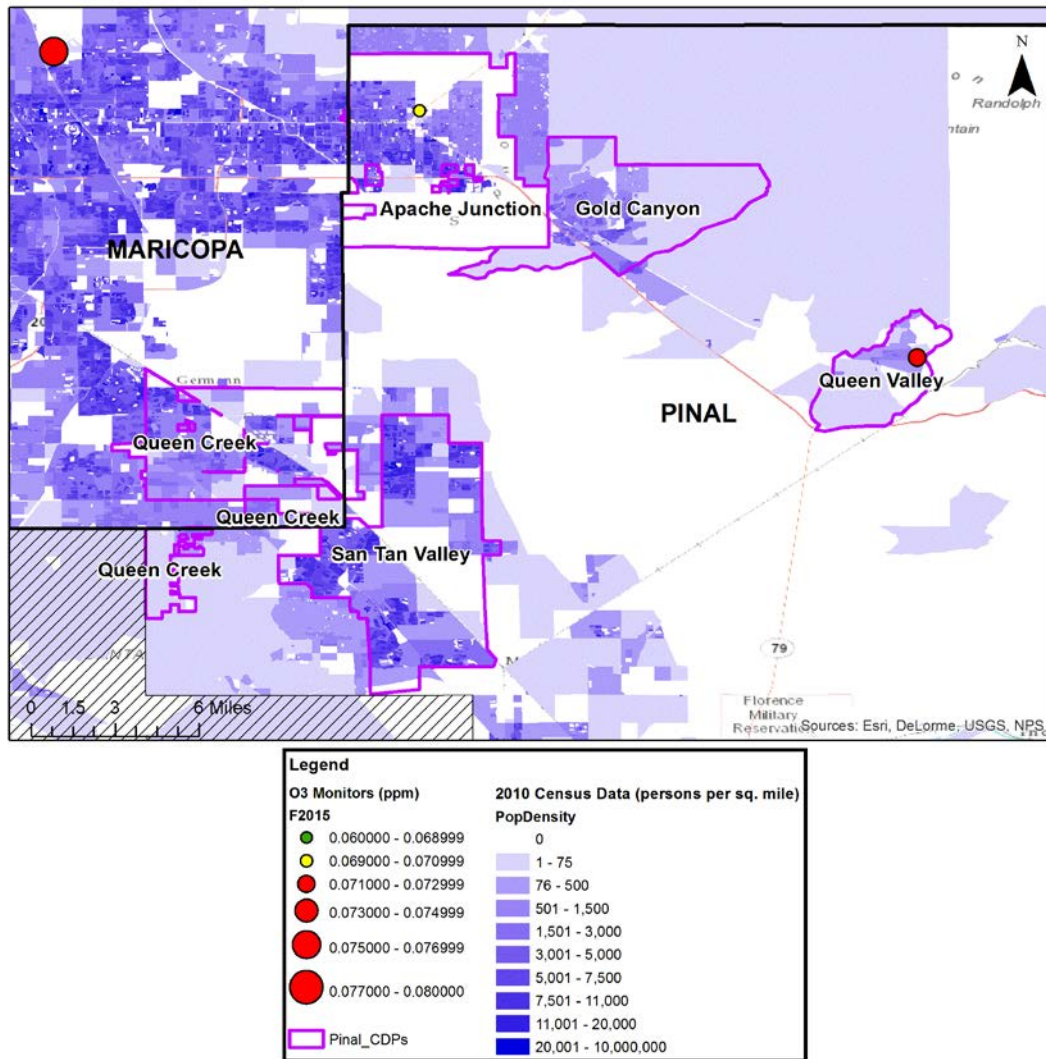 N
Randolph
ntain
Apache Junction
Gold Canyon
MARICOPA
20
Germann
Queen Valley
PINAL
Queen Creek
Queen Creek
San Tan Valley
Queen Creek
79
0 1.5 3 6 Miles
Florence
Military
Reservation
Sources: Esri, DeLorme, USGS, NPS
Legend
O3 Monitors (ppm)
F2015
0.060000 - 0.068999
0.069000 - 0.070999
0.071000 - 0.072999
0.073000 - 0.074999
0.075000 - 0.076999
0.077000 - 0.080000
Pinal_CDPs
2010 Census Data (persons per sq. mile)
PopDensity
0
1 - 75
76 - 500
501 - 1,500
1,501 - 3,000
3,001 - 5,000
5,001 - 7,500
7,501 - 11,000
11,001 - 20,000
20,001 - 10,000,000